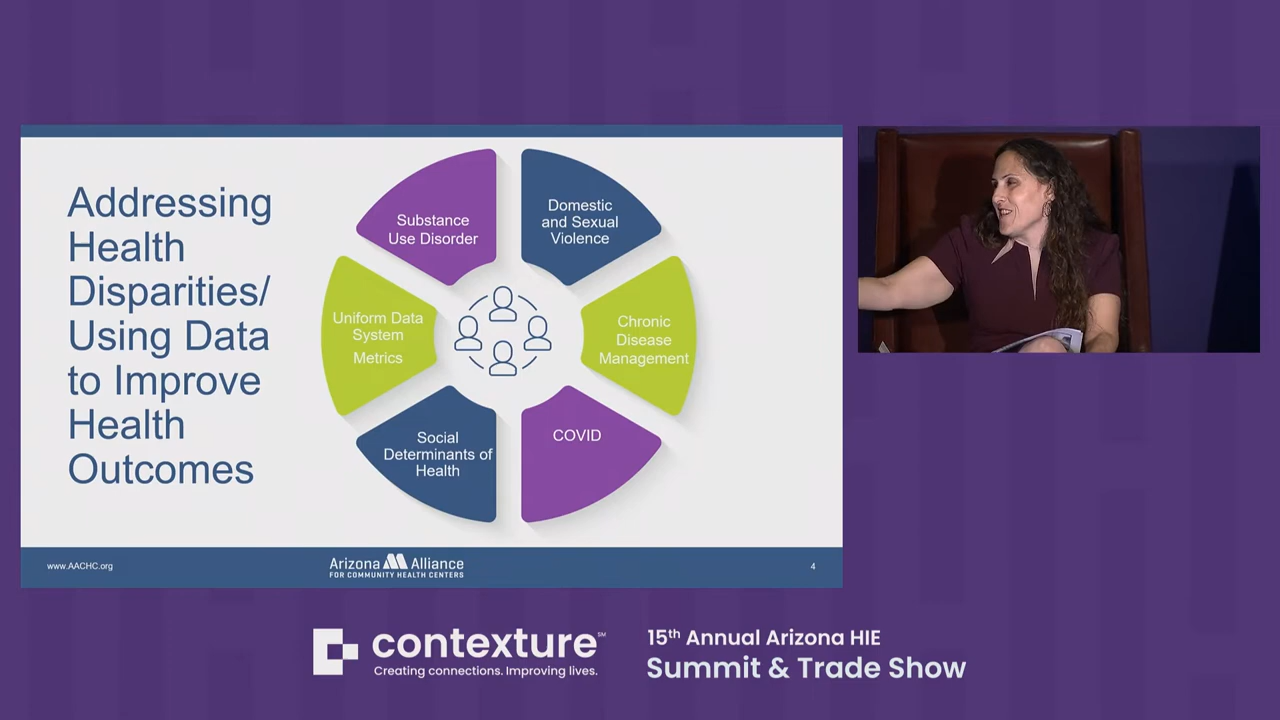 Addressing
Health
Disparities/
Using Data
to Improve
Health
Outcomes
Substance
Use Disorder
Domestic
and Sexual
Violence
Uniform Data
System
Metrics
Chronic
Disease
Management
Social
Determinants of
Health
COVID
www.AACHC.org
Arizona Alliance
FOR COMMUNITY HEALTH CENTERS
4
contexture℠
Creating connections. Improving lives.
15th Annual Arizona HIE
Summit & Trade Show